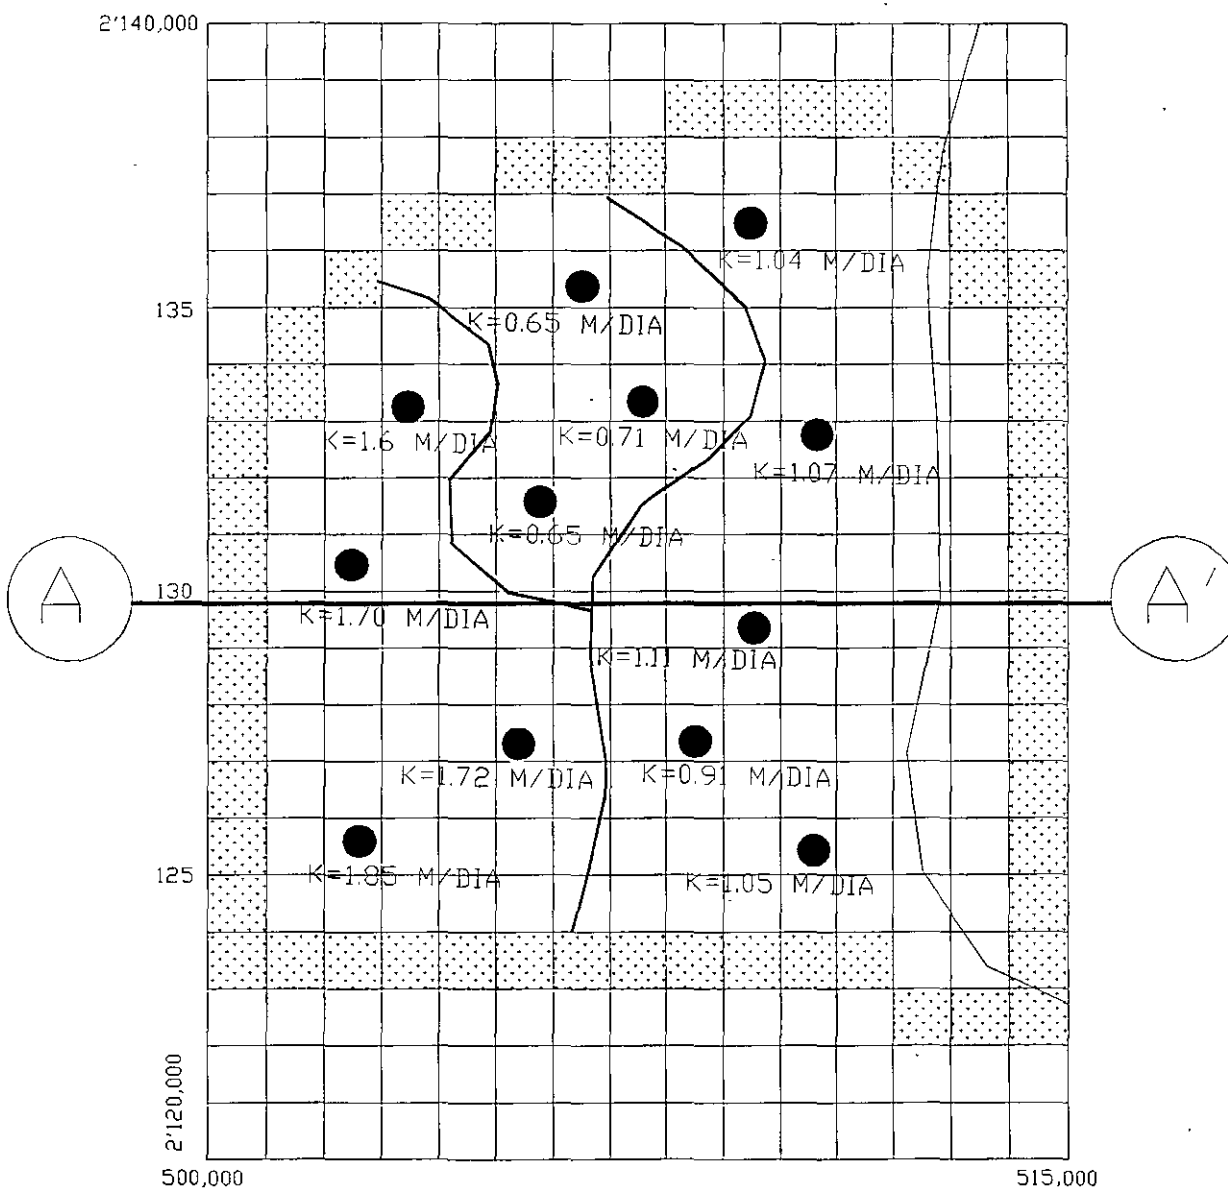 2'140,000
K=1.04 M/DIA
135
K=0.65 M/DIA
K=1.6 M/DIA
K=0.71 M/DIA
K=1.07 M/DIA
K=0.65 M/DIA
A
130
A'
K=1.70 M/DIA
K=1.11 M/DIA
K=1.72 M/DIA
K=0.91 M/DIA
125
K=1.85 M/DIA
K=1.05 M/DIA
2'120,000
500,000
515,000